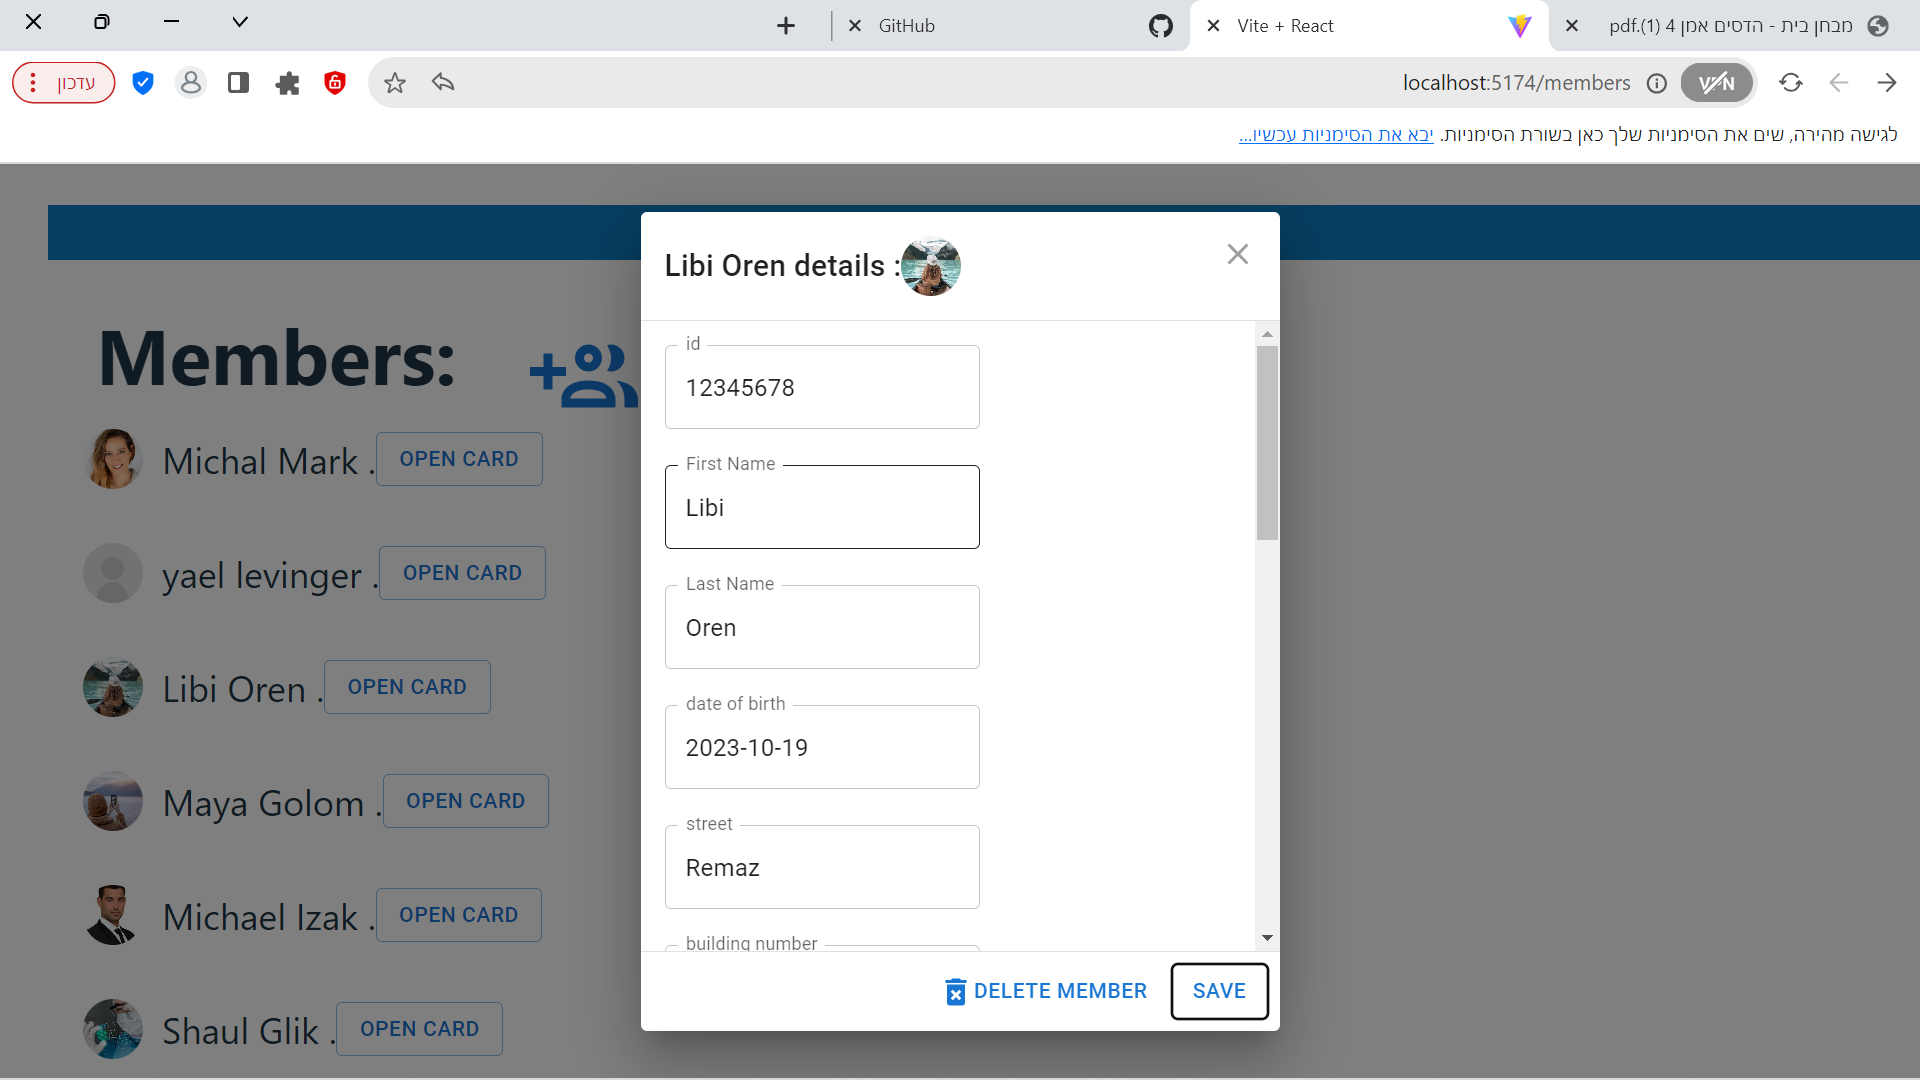 GitHub
Vite + React
מבחן בית - הדסים אמן 4 (1).pdf
עדכון
localhost:5174/members
VPN
לגישה מהירה, שים את הסימניות שלך כאן בשורת הסימניות. יבא את הסימניות עכשיו...
Members:
Michal Mark . OPEN CARD
yael levinger . OPEN CARD
Libi Oren . OPEN CARD
Maya Golom . OPEN CARD
Michael Izak . OPEN CARD
Shaul Glik . OPEN CARD
Libi Oren details :
id
12345678
First Name
Libi
Last Name
Oren
date of birth
2023-10-19
street
Remaz
building number
DELETE MEMBER
SAVE